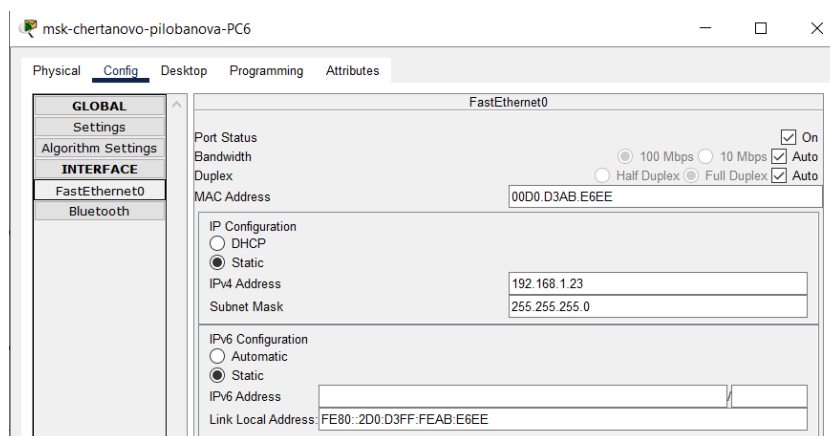 msk-chertanovo-pilobanova-PC6
Physical Config Desktop Programming Attributes
GLOBAL
Settings
Algorithm Settings
INTERFACE
FastEthernet0
Bluetooth
FastEthernet0
Port Status On
Bandwidth 100 Mbps 10 Mbps Auto
Duplex Half Duplex Full Duplex Auto
MAC Address 00D0.D3AB.E6EE
IP Configuration
DHCP
Static
IPv4 Address 192.168.1.23
Subnet Mask 255.255.255.0
IPv6 Configuration
Automatic
Static
IPv6 Address /
Link Local Address: FE80::2D0:D3FF:FEAB:E6EE